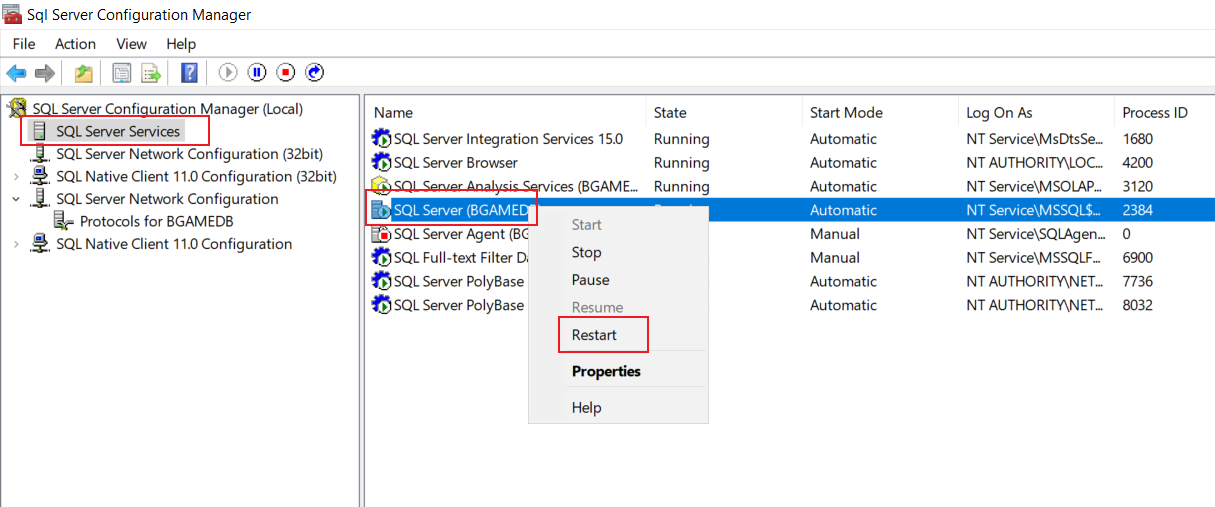 Sql Server Configuration Manager
File Action View Help
SQL Server Configuration Manager (Local)
SQL Server Services
SQL Server Network Configuration (32bit)
SQL Native Client 11.0 Configuration (32bit)
SQL Server Network Configuration
Protocols for BGAMEDB
SQL Native Client 11.0 Configuration
Name State Start Mode Log On As Process ID
SQL Server Integration Services 15.0 Running Automatic NT Service\MsDtsSe... 1680
SQL Server Browser Running Automatic NT AUTHORITY\LOC... 4200
SQL Server Analysis Services (BGAME... Running Automatic NT Service\MSOLAP... 3120
SQL Server (BGAMED Automatic NT Service\MSSQL$... 2384
SQL Server Agent (BG Manual NT Service\SQLAgen... 0
SQL Full-text Filter Da Manual NT Service\MSSQLF... 6900
SQL Server PolyBase Automatic NT AUTHORITY\NET... 7736
SQL Server PolyBase Automatic NT AUTHORITY\NET... 8032
Start
Stop
Pause
Resume
Restart
Properties
Help